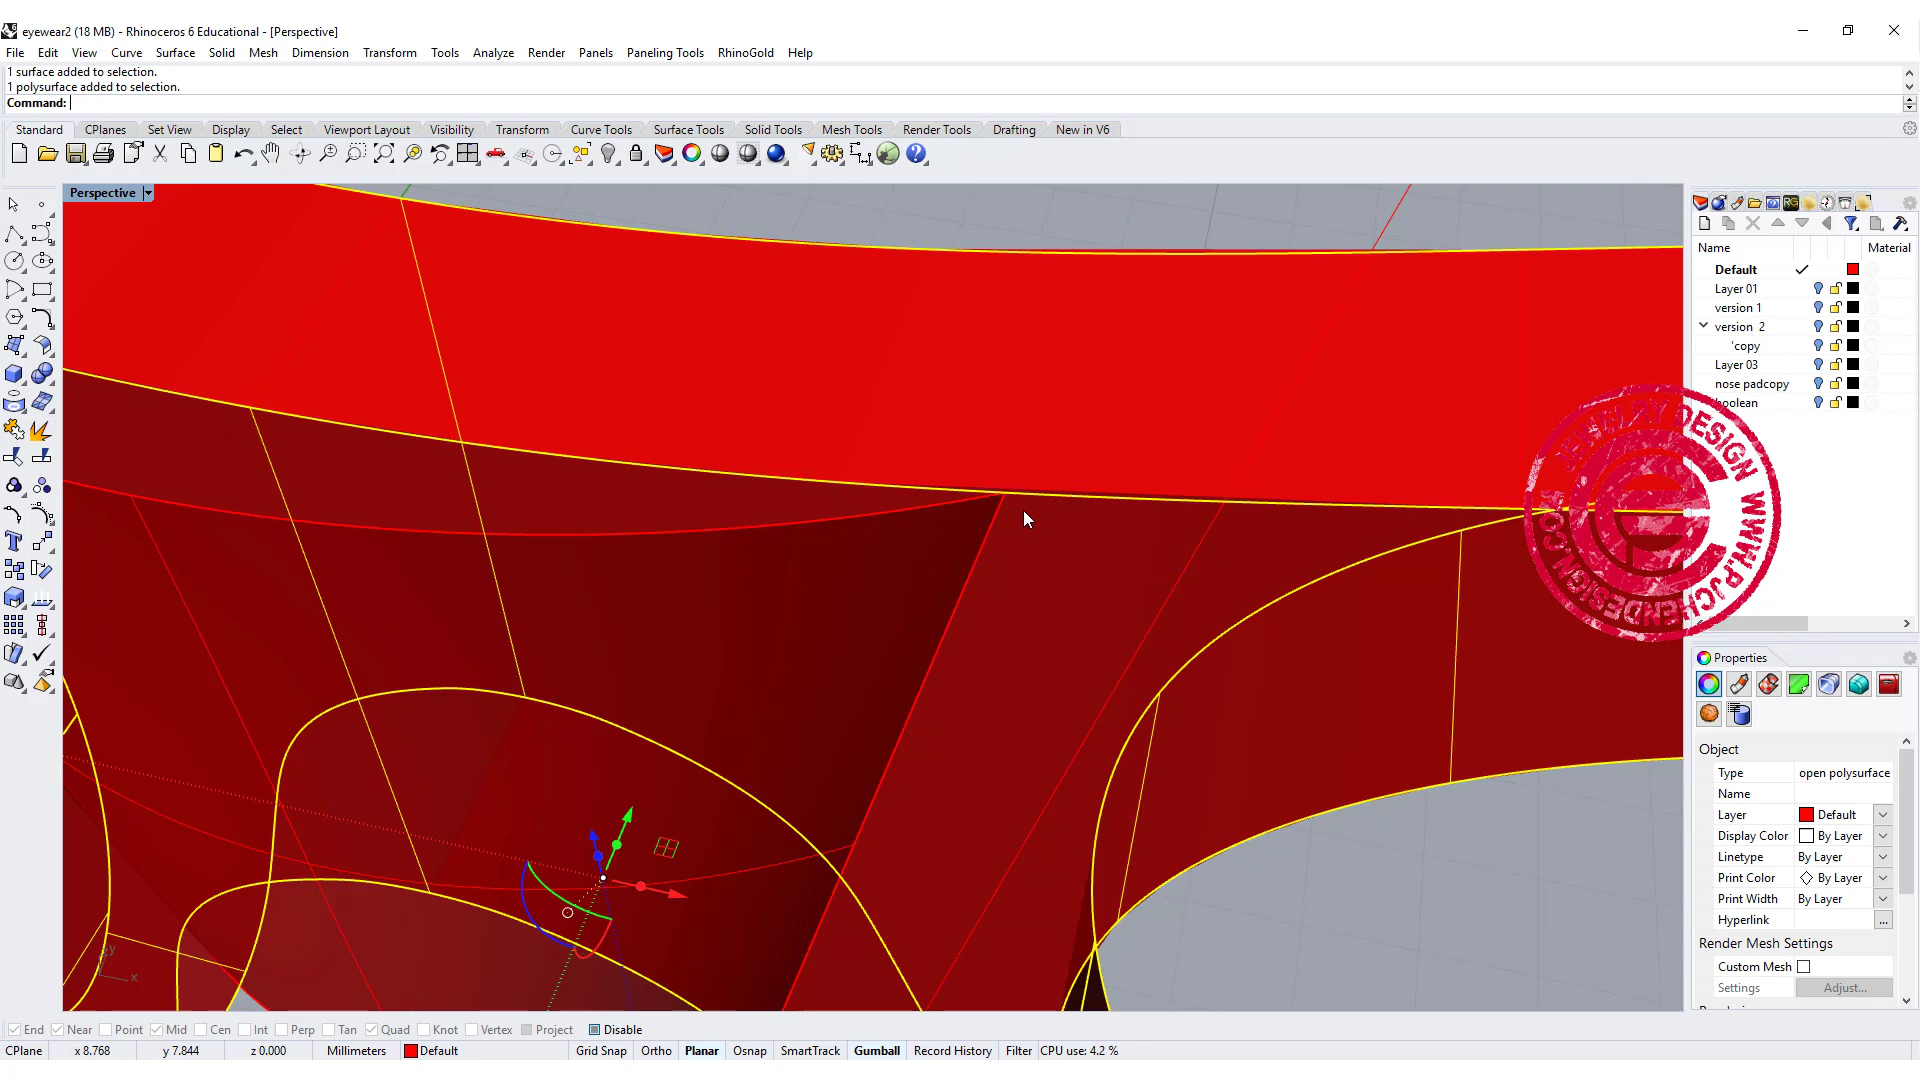 eyewear2 (18 MB) - Rhinoceros 6 Educational - [Perspective]
File Edit View Curve Surface Solid Mesh Dimension Transform Tools Analyze Render Panels Paneling Tools RhinoGold Help
1 surface added to selection.
1 polysurface added to selection.
Command:
Standard CPlanes Set View Display Select Viewport Layout Visibility Transform Curve Tools Surface Tools Solid Tools Mesh Tools Render Tools Drafting New in V6
Perspective
Name Material
Default
Layer 01
version 1
version 2
'copy
Layer 03
nose padcopy
boolean
JEWELRY DESIGN WWW.PJCHENDESIGN.COM
Properties
Object
Type open polysurface
Name
Layer Default
Display Color By Layer
Linetype By Layer
Print Color By Layer
Print Width By Layer
Hyperlink ...
Render Mesh Settings
Custom Mesh
Settings Adjust...
y
x
End Near Point Mid Cen Int Perp Tan Quad Knot Vertex Project Disable
CPlane x 8.768 y 7.844 z 0.000 Millimeters Default Grid Snap Ortho Planar Osnap SmartTrack Gumball Record History Filter CPU use: 4.2 %